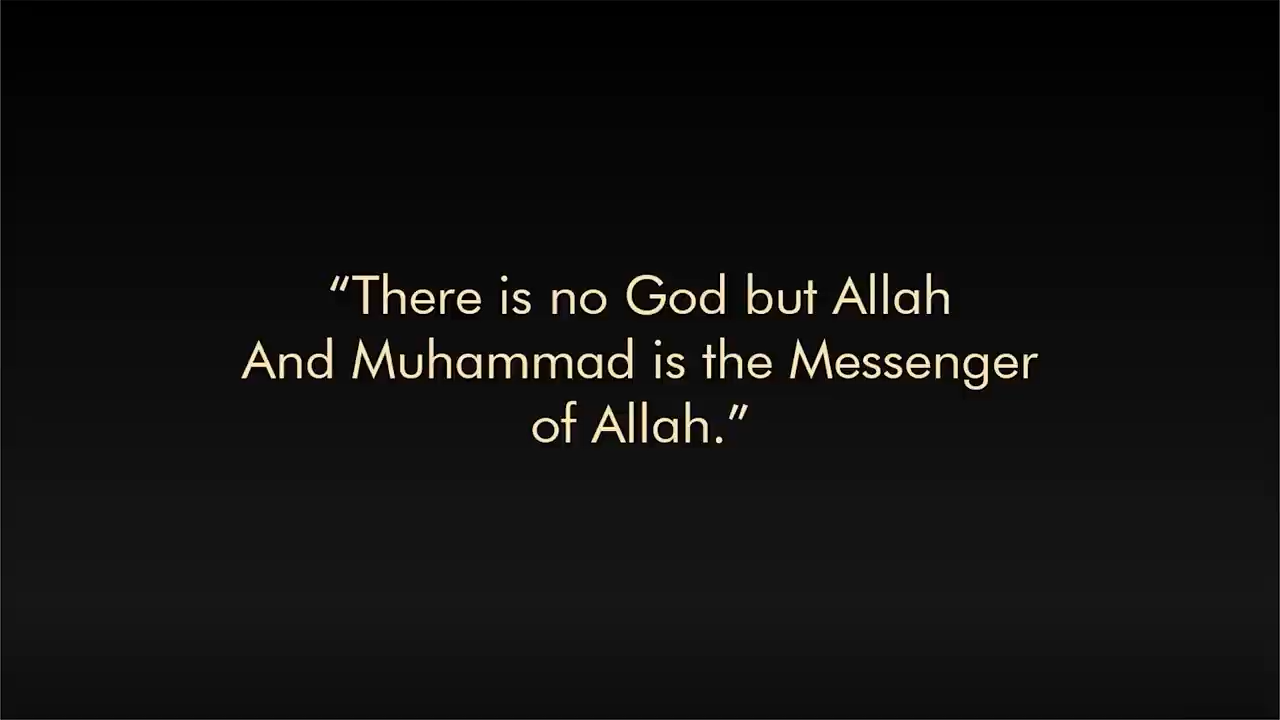 “There is no God but Allah
And Muhammad is the Messenger
of Allah.”